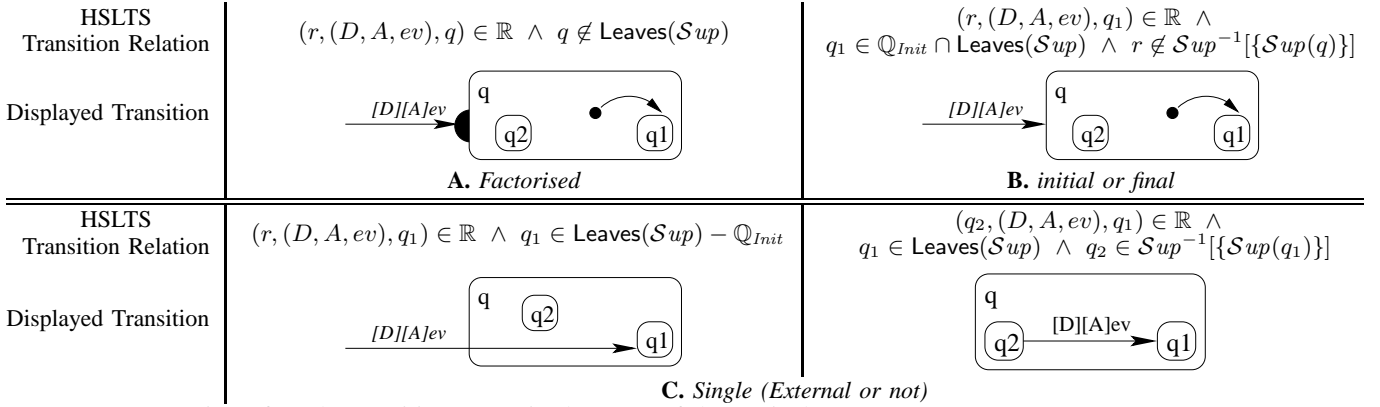 HSLTS
Transition Relation
(r, (D, A, ev), q) ∈ ℝ ∧ q ∉ Leaves(𝒮up)
(r, (D, A, ev), q₁) ∈ ℝ ∧
q₁ ∈ ℚ_Init ∩ Leaves(𝒮up) ∧ r ∉ 𝒮up⁻¹[{𝒮up(q)}]
Displayed Transition
[D][A]ev
q
q2
q1
A. Factorised
[D][A]ev
q
q2
q1
B. initial or final
HSLTS
Transition Relation
(r, (D, A, ev), q₁) ∈ ℝ ∧ q₁ ∈ Leaves(𝒮up) − ℚ_Init
(q₂, (D, A, ev), q₁) ∈ ℝ ∧
q₁ ∈ Leaves(𝒮up) ∧ q₂ ∈ 𝒮up⁻¹[{𝒮up(q₁)}]
Displayed Transition
[D][A]ev
q
q2
q1
q
q2
[D][A]ev
q1
C. Single (External or not)